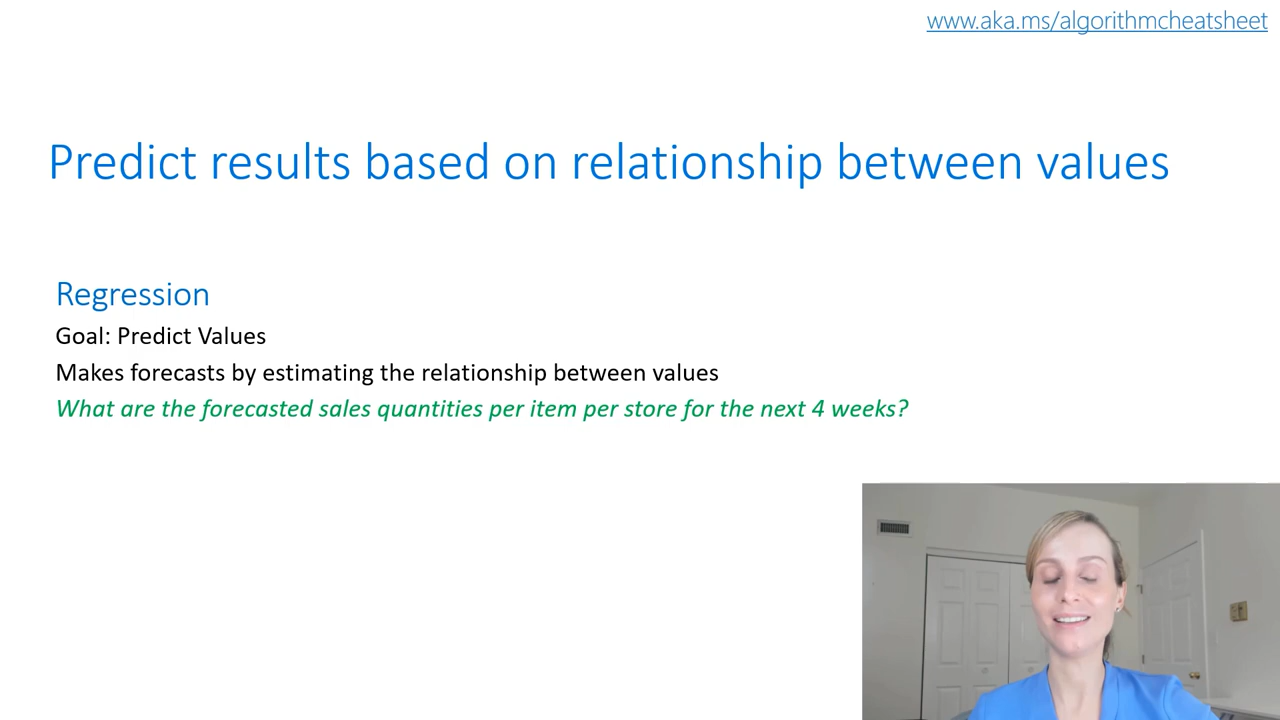 www.aka.ms/algorithmcheatsheet
Predict results based on relationship between values
Regression
Goal: Predict Values
Makes forecasts by estimating the relationship between values
What are the forecasted sales quantities per item per store for the next 4 weeks?